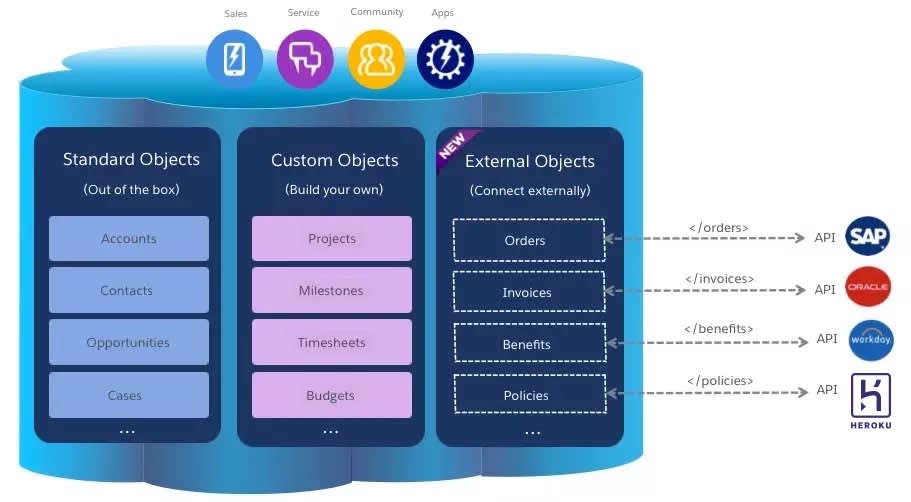 Sales
Service
Community
Apps
Standard Objects
(Out of the box)
Accounts
Contacts
Opportunities
Cases
...
Custom Objects
(Build your own)
Projects
Milestones
Timesheets
Budgets
...
NEW
External Objects
(Connect externally)
Orders
Invoices
Benefits
Policies
...
</orders>
API
SAP
</invoices>
API
ORACLE
</benefits>
API
workday
</policies>
API
HEROKU